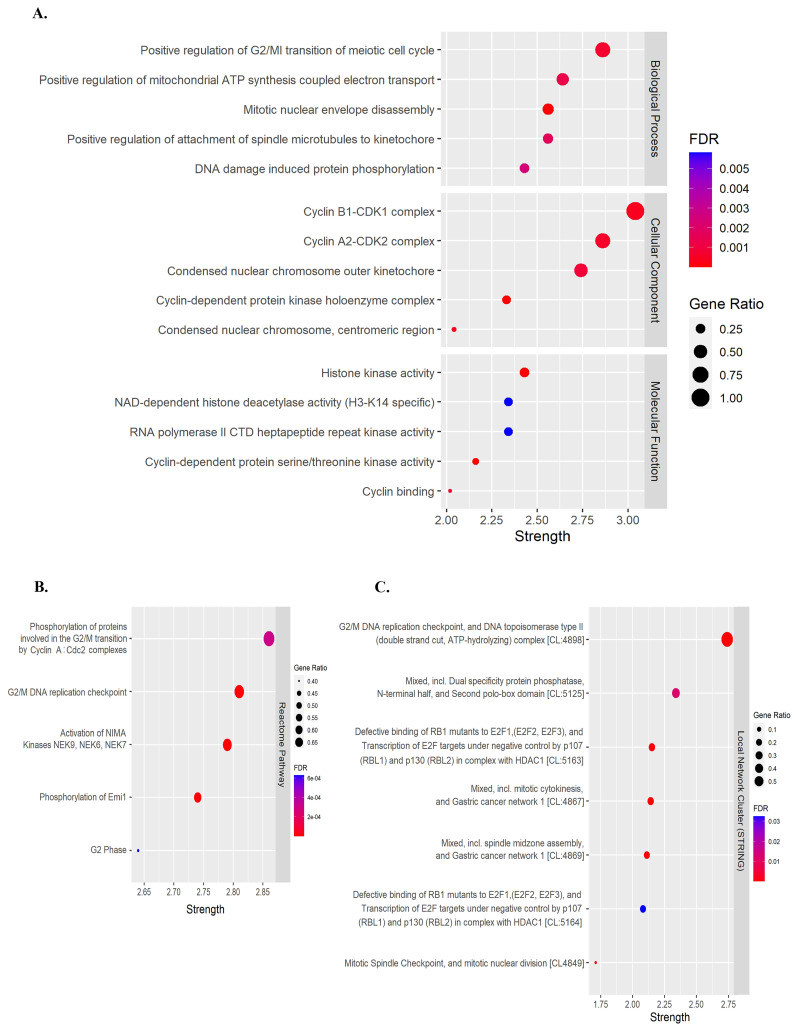 A.
Positive regulation of G2/MI transition of meiotic cell cycle
Positive regulation of mitochondrial ATP synthesis coupled electron transport
Mitotic nuclear envelope disassembly
Positive regulation of attachment of spindle microtubules to kinetochore
DNA damage induced protein phosphorylation
Biological Process
Cyclin B1-CDK1 complex
Cyclin A2-CDK2 complex
Condensed nuclear chromosome outer kinetochore
Cyclin-dependent protein kinase holoenzyme complex
Condensed nuclear chromosome, centromeric region
Cellular Component
Histone kinase activity
NAD-dependent histone deacetylase activity (H3-K14 specific)
RNA polymerase II CTD heptapeptide repeat kinase activity
Cyclin-dependent protein serine/threonine kinase activity
Cyclin binding
Molecular Function
2.00 2.25 2.50 2.75 3.00
Strength
FDR
0.005
0.004
0.003
0.002
0.001
Gene Ratio
0.25
0.50
0.75
1.00
B.
Phosphorylation of proteins
involved in the G2/M transition
by Cyclin A:Cdc2 complexes
G2/M DNA replication checkpoint
Activation of NIMA
Kinases NEK9, NEK6, NEK7
Phosphorylation of Emi1
G2 Phase
2.65 2.70 2.75 2.80 2.85
Strength
Reactome Pathway
Gene Ratio
0.40
0.45
0.50
0.55
0.60
0.65
FDR
6e-04
4e-04
2e-04
C.
G2/M DNA replication checkpoint, and DNA topoisomerase type II
(double strand cut, ATP-hydrolyzing) complex [CL:4898]
Mixed, incl. Dual specificity protein phosphatase,
N-terminal half, and Second polo-box domain [CL:5125]
Defective binding of RB1 mutants to E2F1,(E2F2, E2F3), and
Transcription of E2F targets under negative control by p107
(RBL1) and p130 (RBL2) in complex with HDAC1 [CL:5163]
Mixed, incl. mitotic cytokinesis,
and Gastric cancer network 1 [CL:4867]
Mixed, incl. spindle midzone assembly,
and Gastric cancer network 1 [CL:4869]
Defective binding of RB1 mutants to E2F1,(E2F2, E2F3), and
Transcription of E2F targets under negative control by p107
(RBL1) and p130 (RBL2) in complex with HDAC1 [CL:5164]
Mitotic Spindle Checkpoint, and mitotic nuclear division [CL4849]
1.75 2.00 2.25 2.50 2.75
Strength
Local Network Cluster (STRING)
Gene Ratio
0.1
0.2
0.3
0.4
0.5
FDR
0.03
0.02
0.01